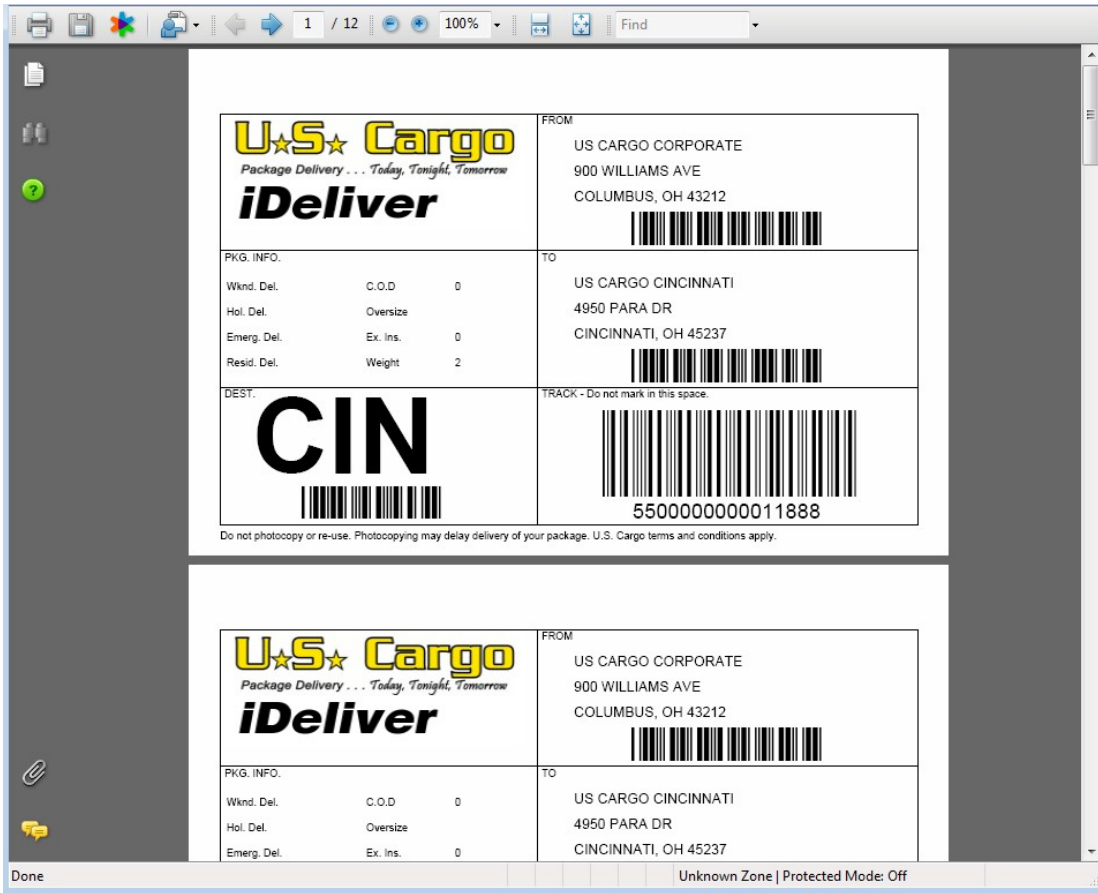 1 / 12 100% Find
U.S. Cargo
Package Delivery . . . Today, Tonight, Tomorrow
iDeliver
FROM
US CARGO CORPORATE
900 WILLIAMS AVE
COLUMBUS, OH 43212
PKG. INFO.
Wknd. Del. C.O.D 0
Hol. Del. Oversize
Emerg. Del. Ex. Ins. 0
Resid. Del. Weight 2
TO
US CARGO CINCINNATI
4950 PARA DR
CINCINNATI, OH 45237
DEST.
CIN
TRACK - Do not mark in this space.
5500000000011888
Do not photocopy or re-use. Photocopying may delay delivery of your package. U.S. Cargo terms and conditions apply.
U.S. Cargo
Package Delivery . . . Today, Tonight, Tomorrow
iDeliver
FROM
US CARGO CORPORATE
900 WILLIAMS AVE
COLUMBUS, OH 43212
PKG. INFO.
Wknd. Del. C.O.D 0
Hol. Del. Oversize
Emerg. Del. Ex. Ins. 0
TO
US CARGO CINCINNATI
4950 PARA DR
CINCINNATI, OH 45237
Done Unknown Zone | Protected Mode: Off